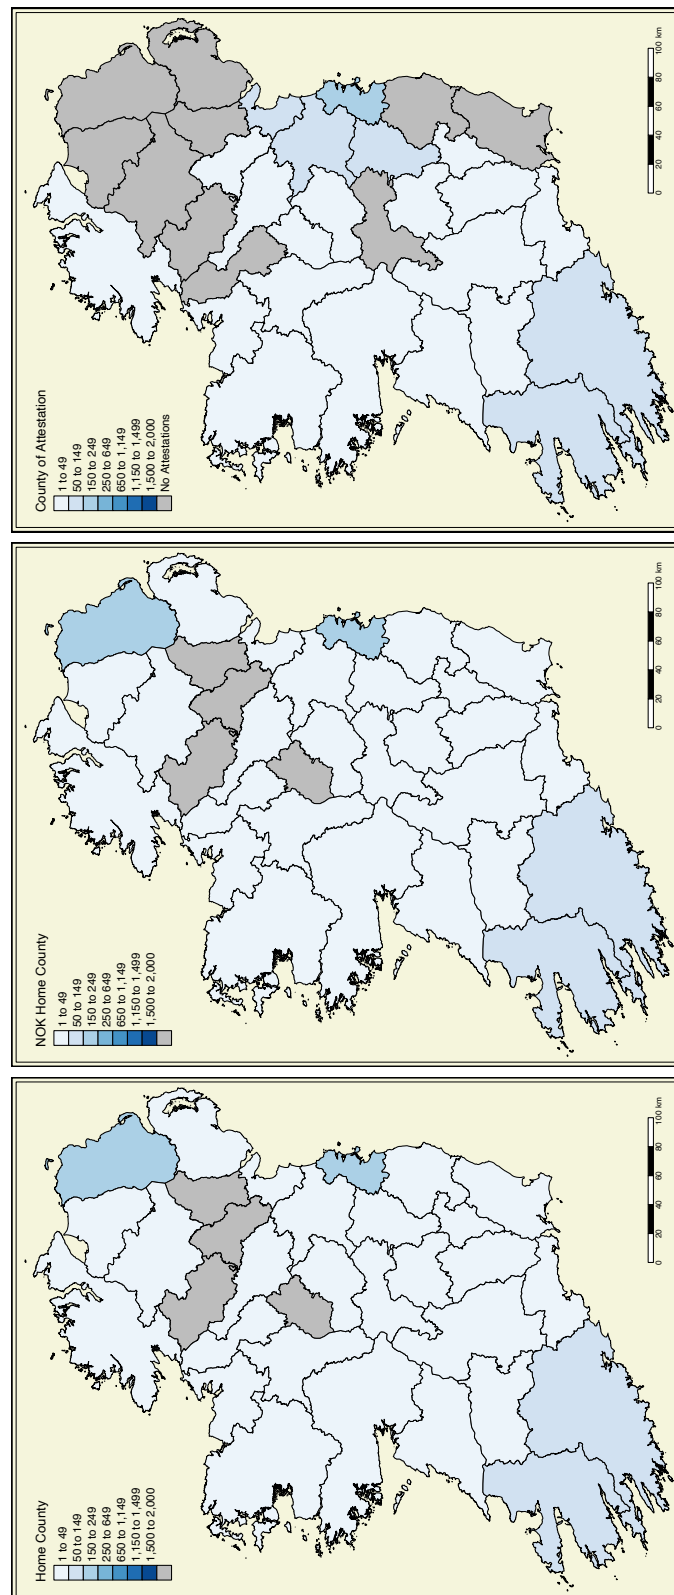 Home County
1 to 49
50 to 149
150 to 249
250 to 649
650 to 1,149
1,150 to 1,499
1,500 to 2,000
0 20 40 60 80 100 km
NOK Home County
1 to 49
50 to 149
150 to 249
250 to 649
650 to 1,149
1,150 to 1,499
1,500 to 2,000
0 20 40 60 80 100 km
County of Attestation
1 to 49
50 to 149
150 to 249
250 to 649
650 to 1,149
1,150 to 1,499
1,500 to 2,000
No Attestations
0 20 40 60 80 100 km